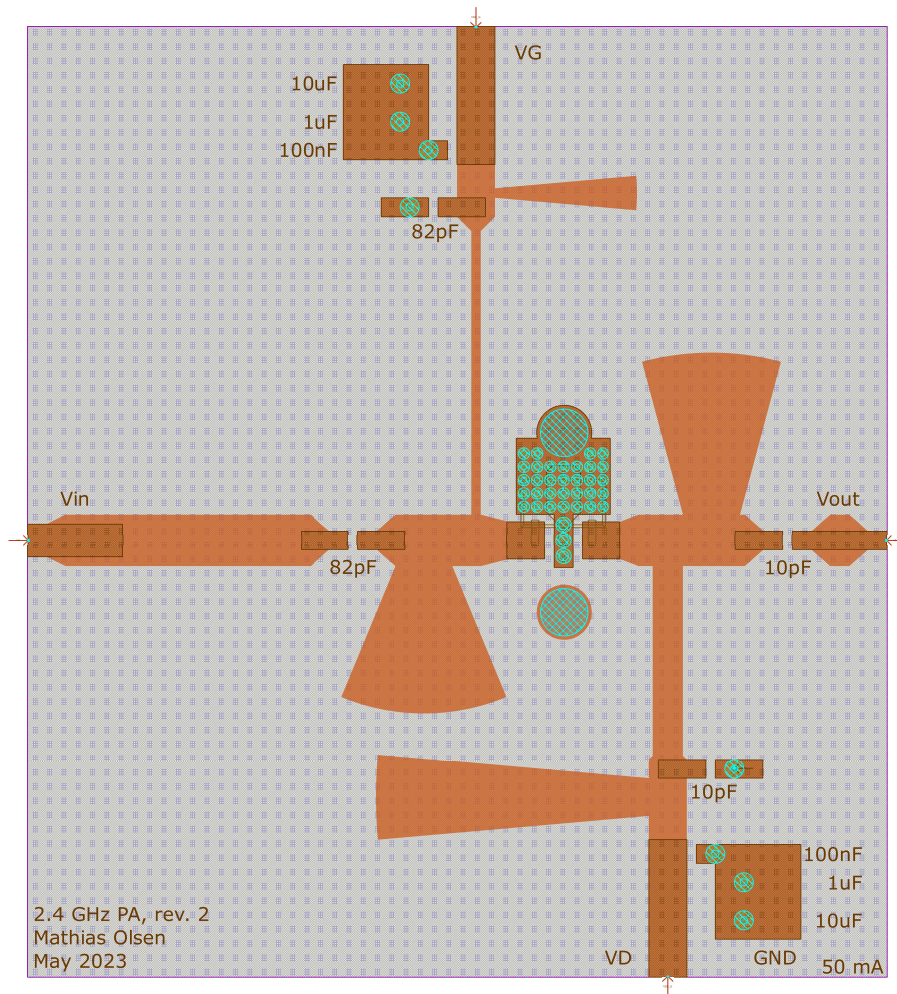 VG
10uF
1uF
100nF
82pF
Vin
Vout
82pF
10pF
10pF
100nF
1uF
10uF
2.4 GHz PA, rev. 2
Mathias Olsen
May 2023
VD
GND
50 mA